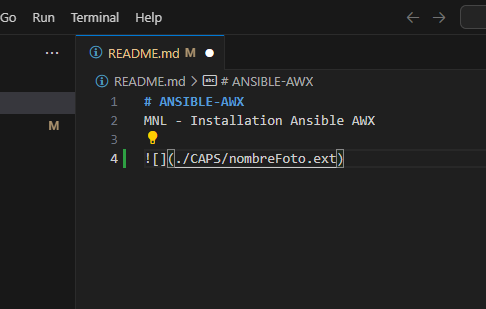 Go Run Terminal Help
README.md M
README.md > # ANSIBLE-AWX
M
1 # ANSIBLE-AWX
2 MNL - Installation Ansible AWX
3
4 ![](./CAPS/nombreFoto.ext)